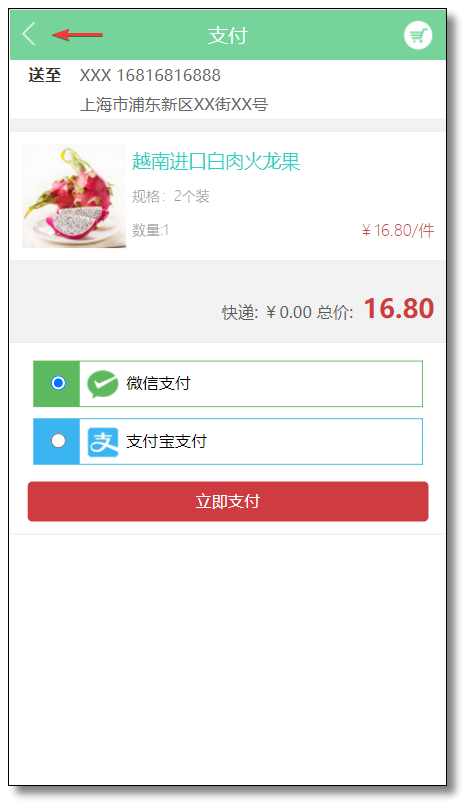 支付
送至 XXX 16816816888
上海市浦东新区XX街XX号
越南进口白肉火龙果
规格：2个装
数量:1 ￥16.80/件
快递: ￥0.00 总价: 16.80
微信支付
支 支付宝支付
立即支付